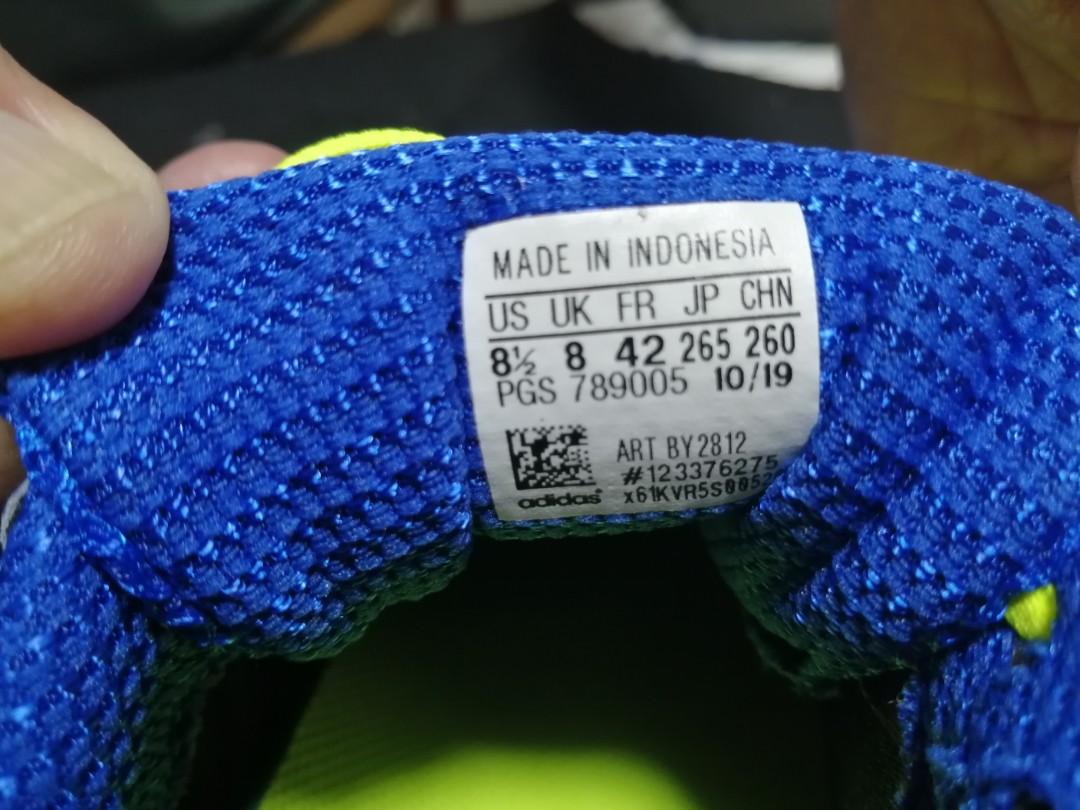 MADE IN INDONESIA
US UK FR JP CHN
8½ 8 42 265 260
PGS 789005 10/19
ART BY2812
#123376275
adidas